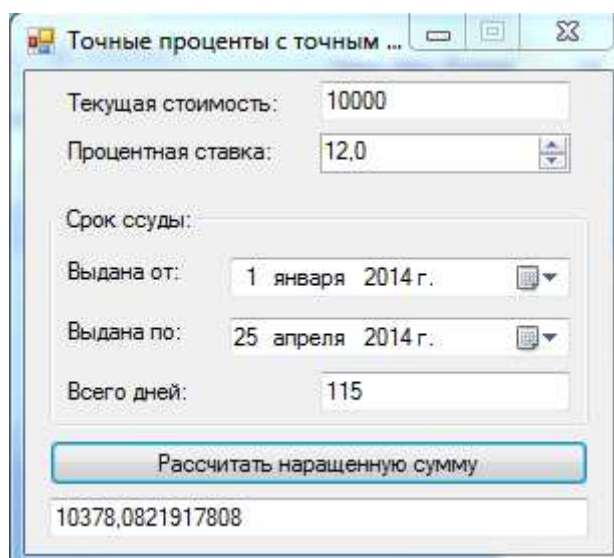 Точные проценты с точным ...
Текущая стоимость: 10000
Процентная ставка: 12,0
Срок ссуды:
Выдана от: 1 января 2014 г.
Выдана по: 25 апреля 2014 г.
Всего дней: 115
Рассчитать наращенную сумму
10378,0821917808